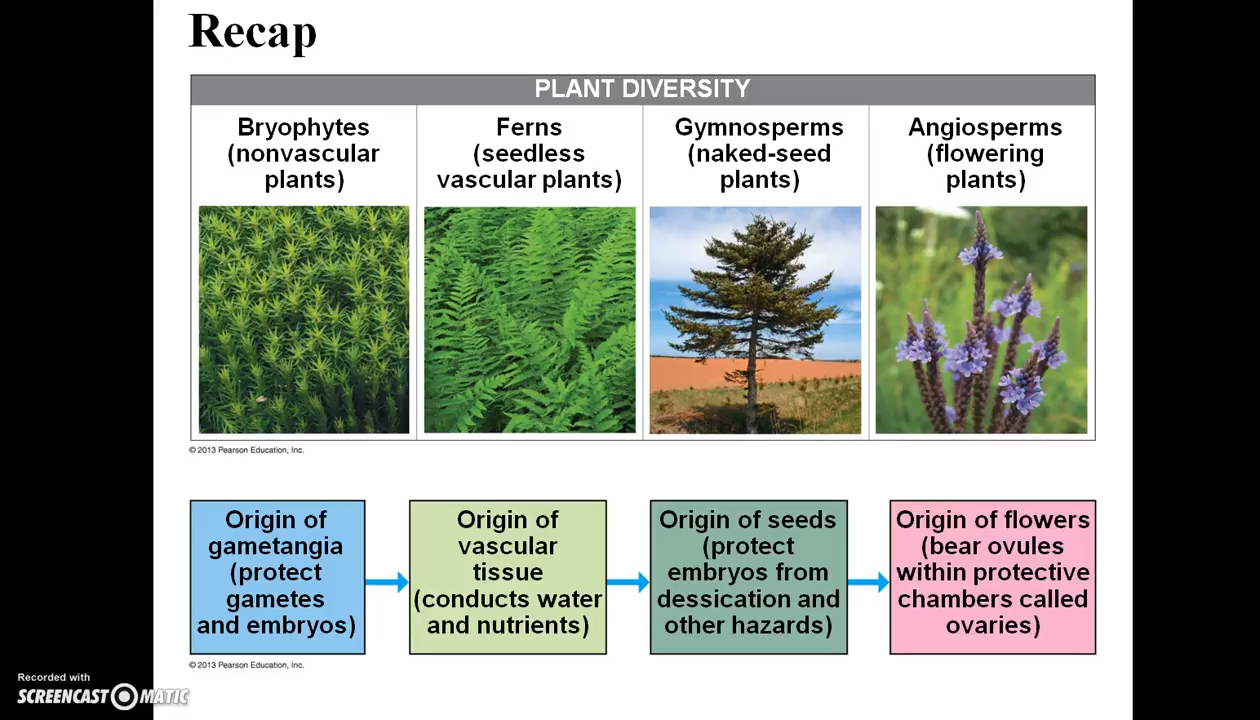 Recap
PLANT DIVERSITY
Bryophytes
(nonvascular
plants)
Ferns
(seedless
vascular plants)
Gymnosperms
(naked-seed
plants)
Angiosperms
(flowering
plants)
© 2013 Pearson Education, Inc.
Origin of
gametangia
(protect
gametes
and embryos)
Origin of
vascular
tissue
(conducts water
and nutrients)
Origin of seeds
(protect
embryos from
dessication and
other hazards)
Origin of flowers
(bear ovules
within protective
chambers called
ovaries)
© 2013 Pearson Education, Inc.
Recorded with
SCREENCAST MATIC